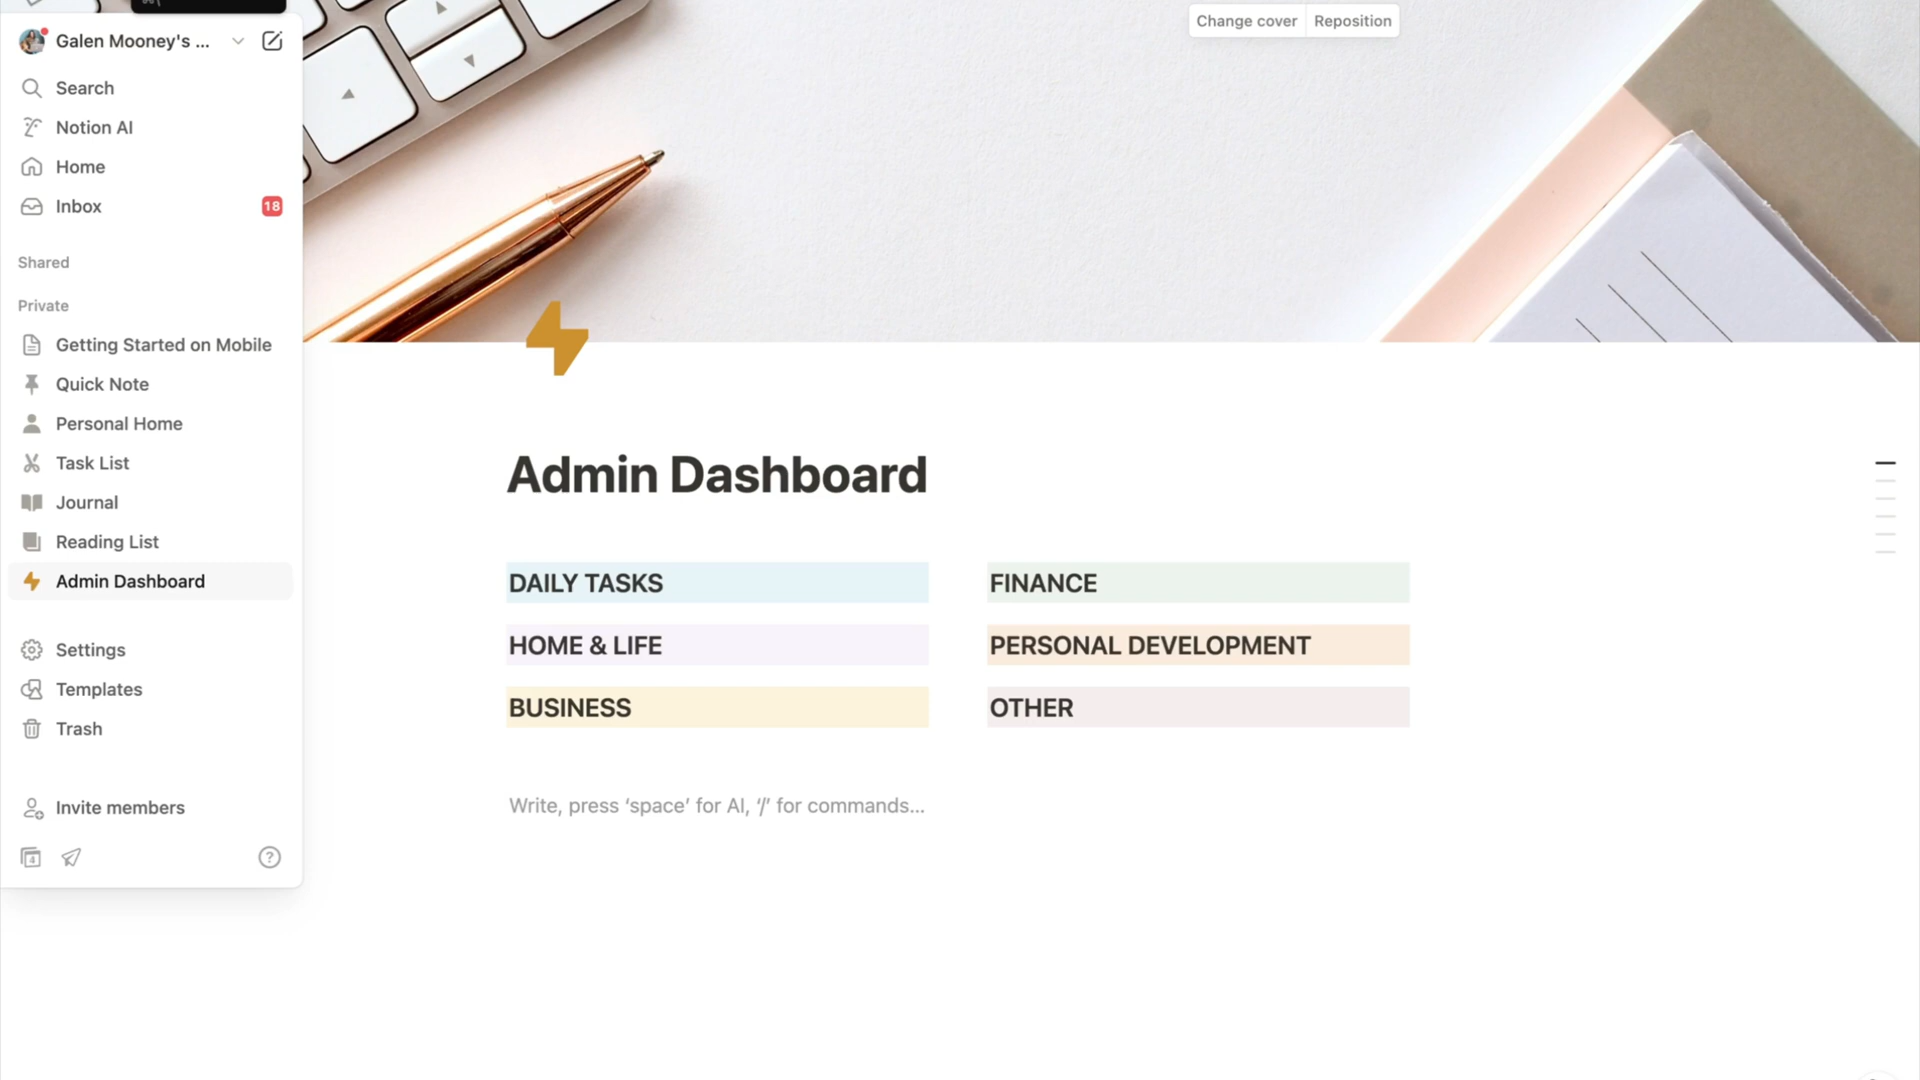 Galen Mooney's ...
Search
Notion AI
Home
Inbox 18
Shared
Private
Getting Started on Mobile
Quick Note
Personal Home
Task List
Journal
Reading List
Admin Dashboard
Settings
Templates
Trash
Invite members
4
?
Change cover Reposition
Admin Dashboard
DAILY TASKS
HOME & LIFE
BUSINESS
FINANCE
PERSONAL DEVELOPMENT
OTHER
Write, press ‘space’ for AI, ‘/’ for commands...